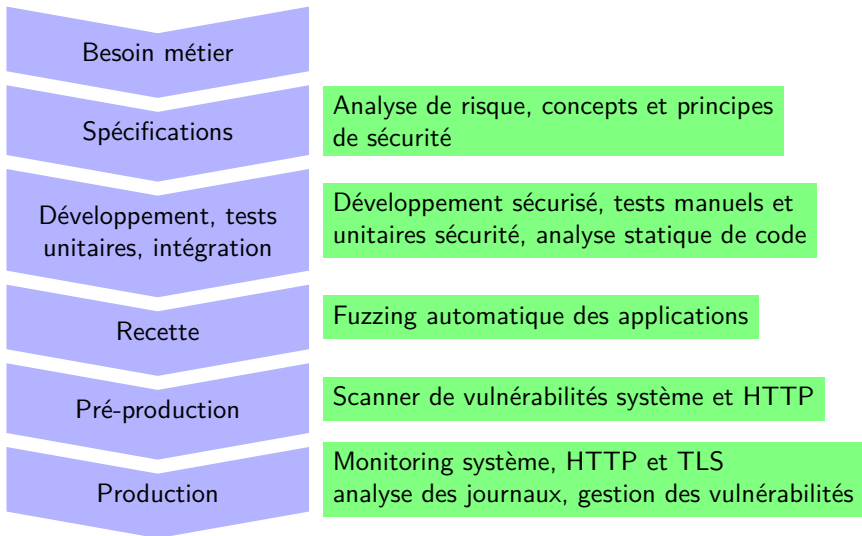 Besoin métier
Spécifications
Analyse de risque, concepts et principes
de sécurité
Développement, tests
unitaires, intégration
Développement sécurisé, tests manuels et
unitaires sécurité, analyse statique de code
Recette
Fuzzing automatique des applications
Pré-production
Scanner de vulnérabilités système et HTTP
Production
Monitoring système, HTTP et TLS
analyse des journaux, gestion des vulnérabilités